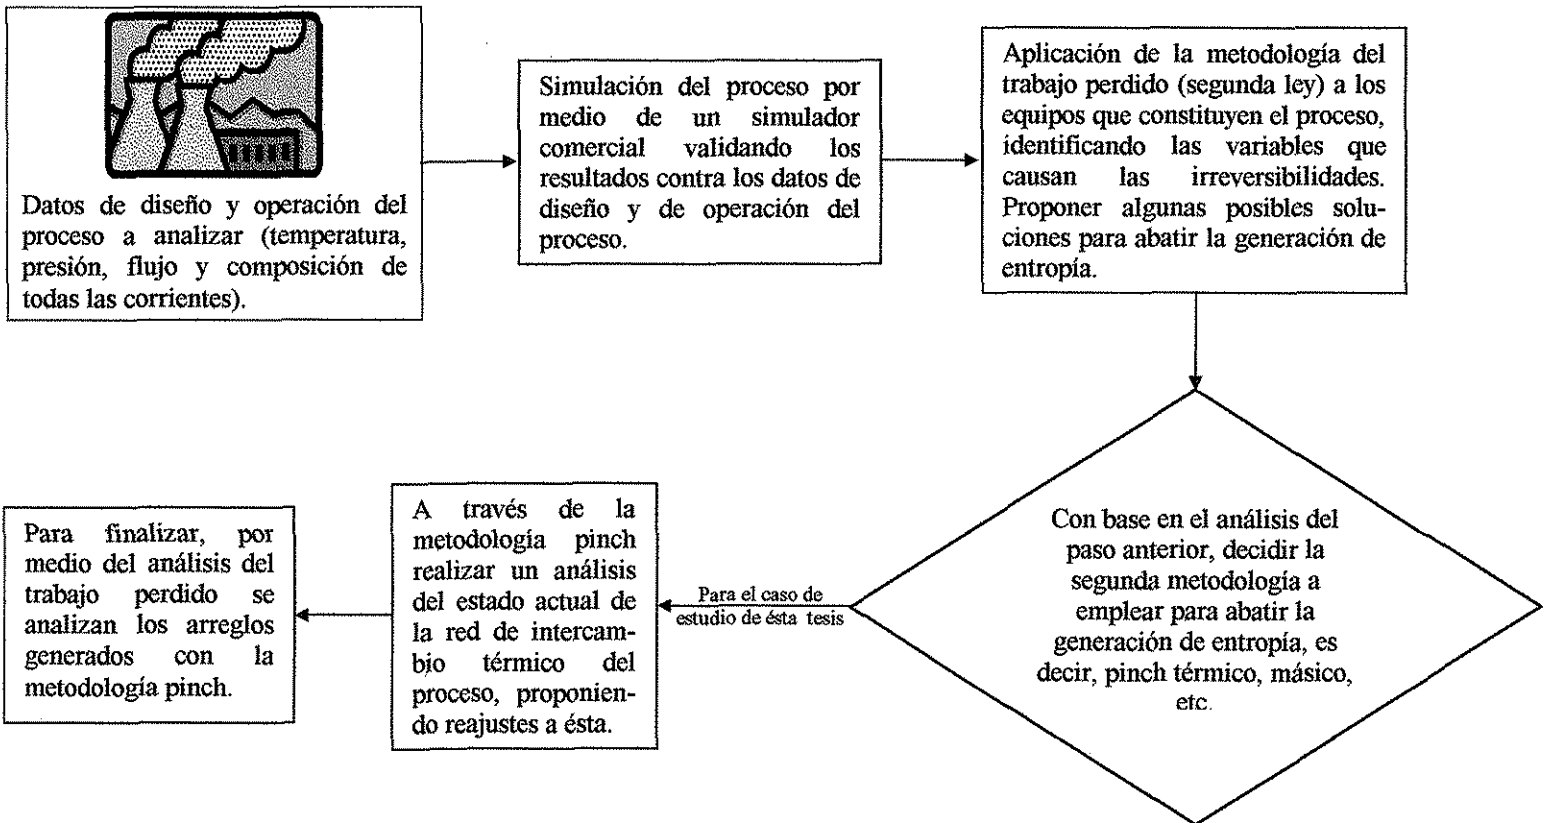 Datos de diseño y operación del
proceso a analizar (temperatura,
presión, flujo y composición de
todas las corrientes).
Simulación del proceso por
medio de un simulador
comercial validando los
resultados contra los datos de
diseño y de operación del
proceso.
Aplicación de la metodología del
trabajo perdido (segunda ley) a los
equipos que constituyen el proceso,
identificando las variables que
causan las irreversibilidades.
Proponer algunas posibles solu-
ciones para abatir la generación de
entropía.
Con base en el análisis del
paso anterior, decidir la
segunda metodología a
emplear para abatir la
generación de entropía, es
decir, pinch térmico, másico,
etc.
Para el caso de
estudio de ésta tesis
A través de la
metodología pinch
realizar un análisis
del estado actual de
la red de intercam-
bio térmico del
proceso, proponien-
do reajustes a ésta.
Para finalizar, por
medio del análisis del
trabajo perdido se
analizan los arreglos
generados con la
metodología pinch.